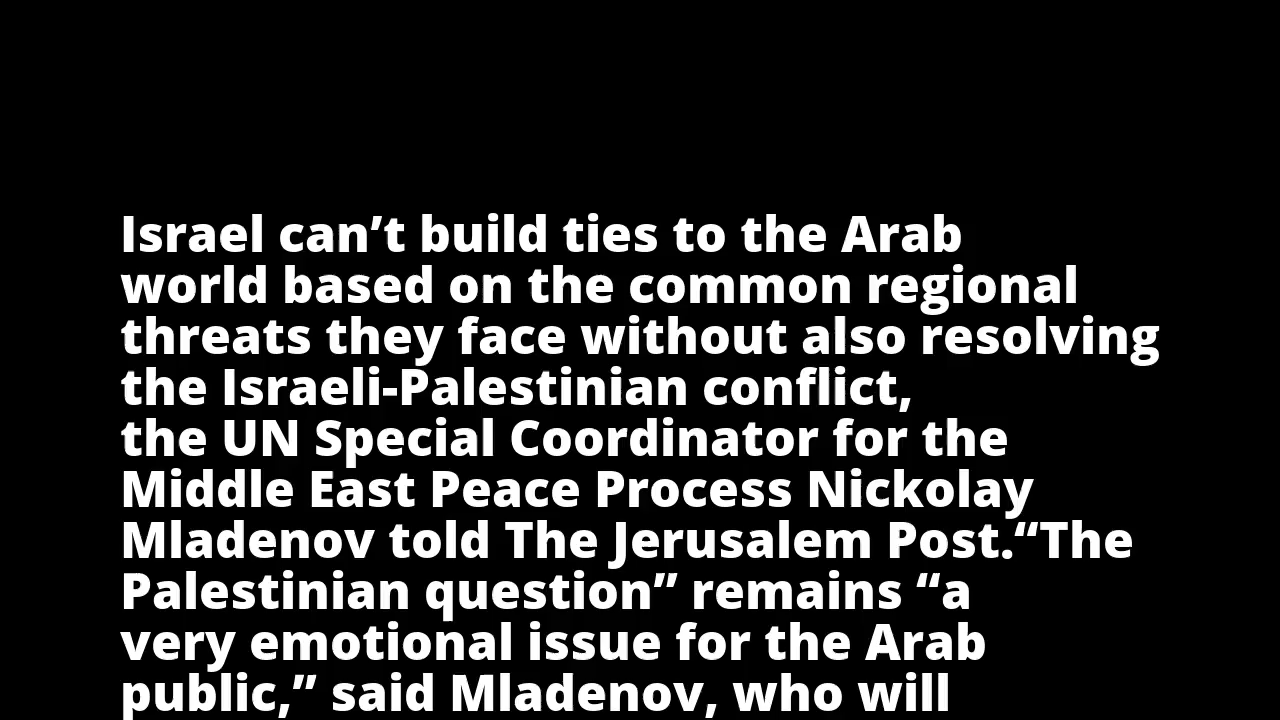 Israel can’t build ties to the Arab
world based on the common regional
threats they face without also resolving
the Israeli-Palestinian conflict,
the UN Special Coordinator for the
Middle East Peace Process Nickolay
Mladenov told The Jerusalem Post.“The
Palestinian question” remains “a
very emotional issue for the Arab
public,” said Mladenov, who will